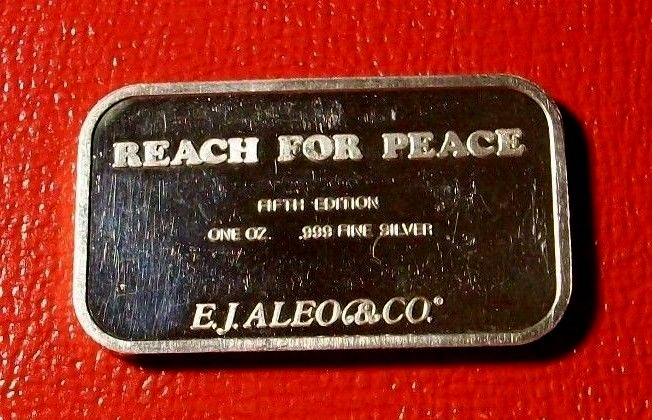 REACH FOR PEACE
FIFTH EDITION
ONE OZ. .999 FINE SILVER
E.J. ALEO & CO.®